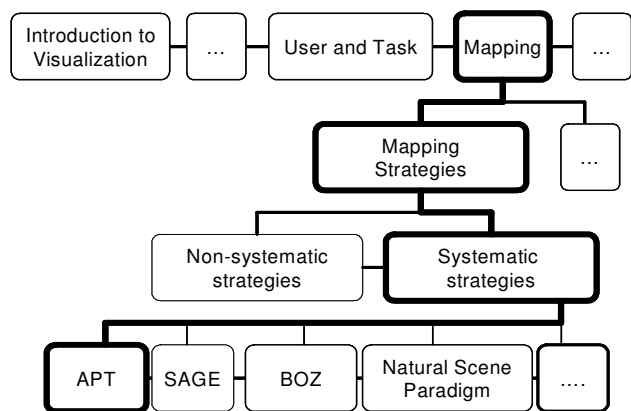 Introduction to
Visualization
...
User and Task
Mapping
...
Mapping
Strategies
...
Non-systematic
strategies
Systematic
strategies
APT
SAGE
BOZ
Natural Scene
Paradigm
....